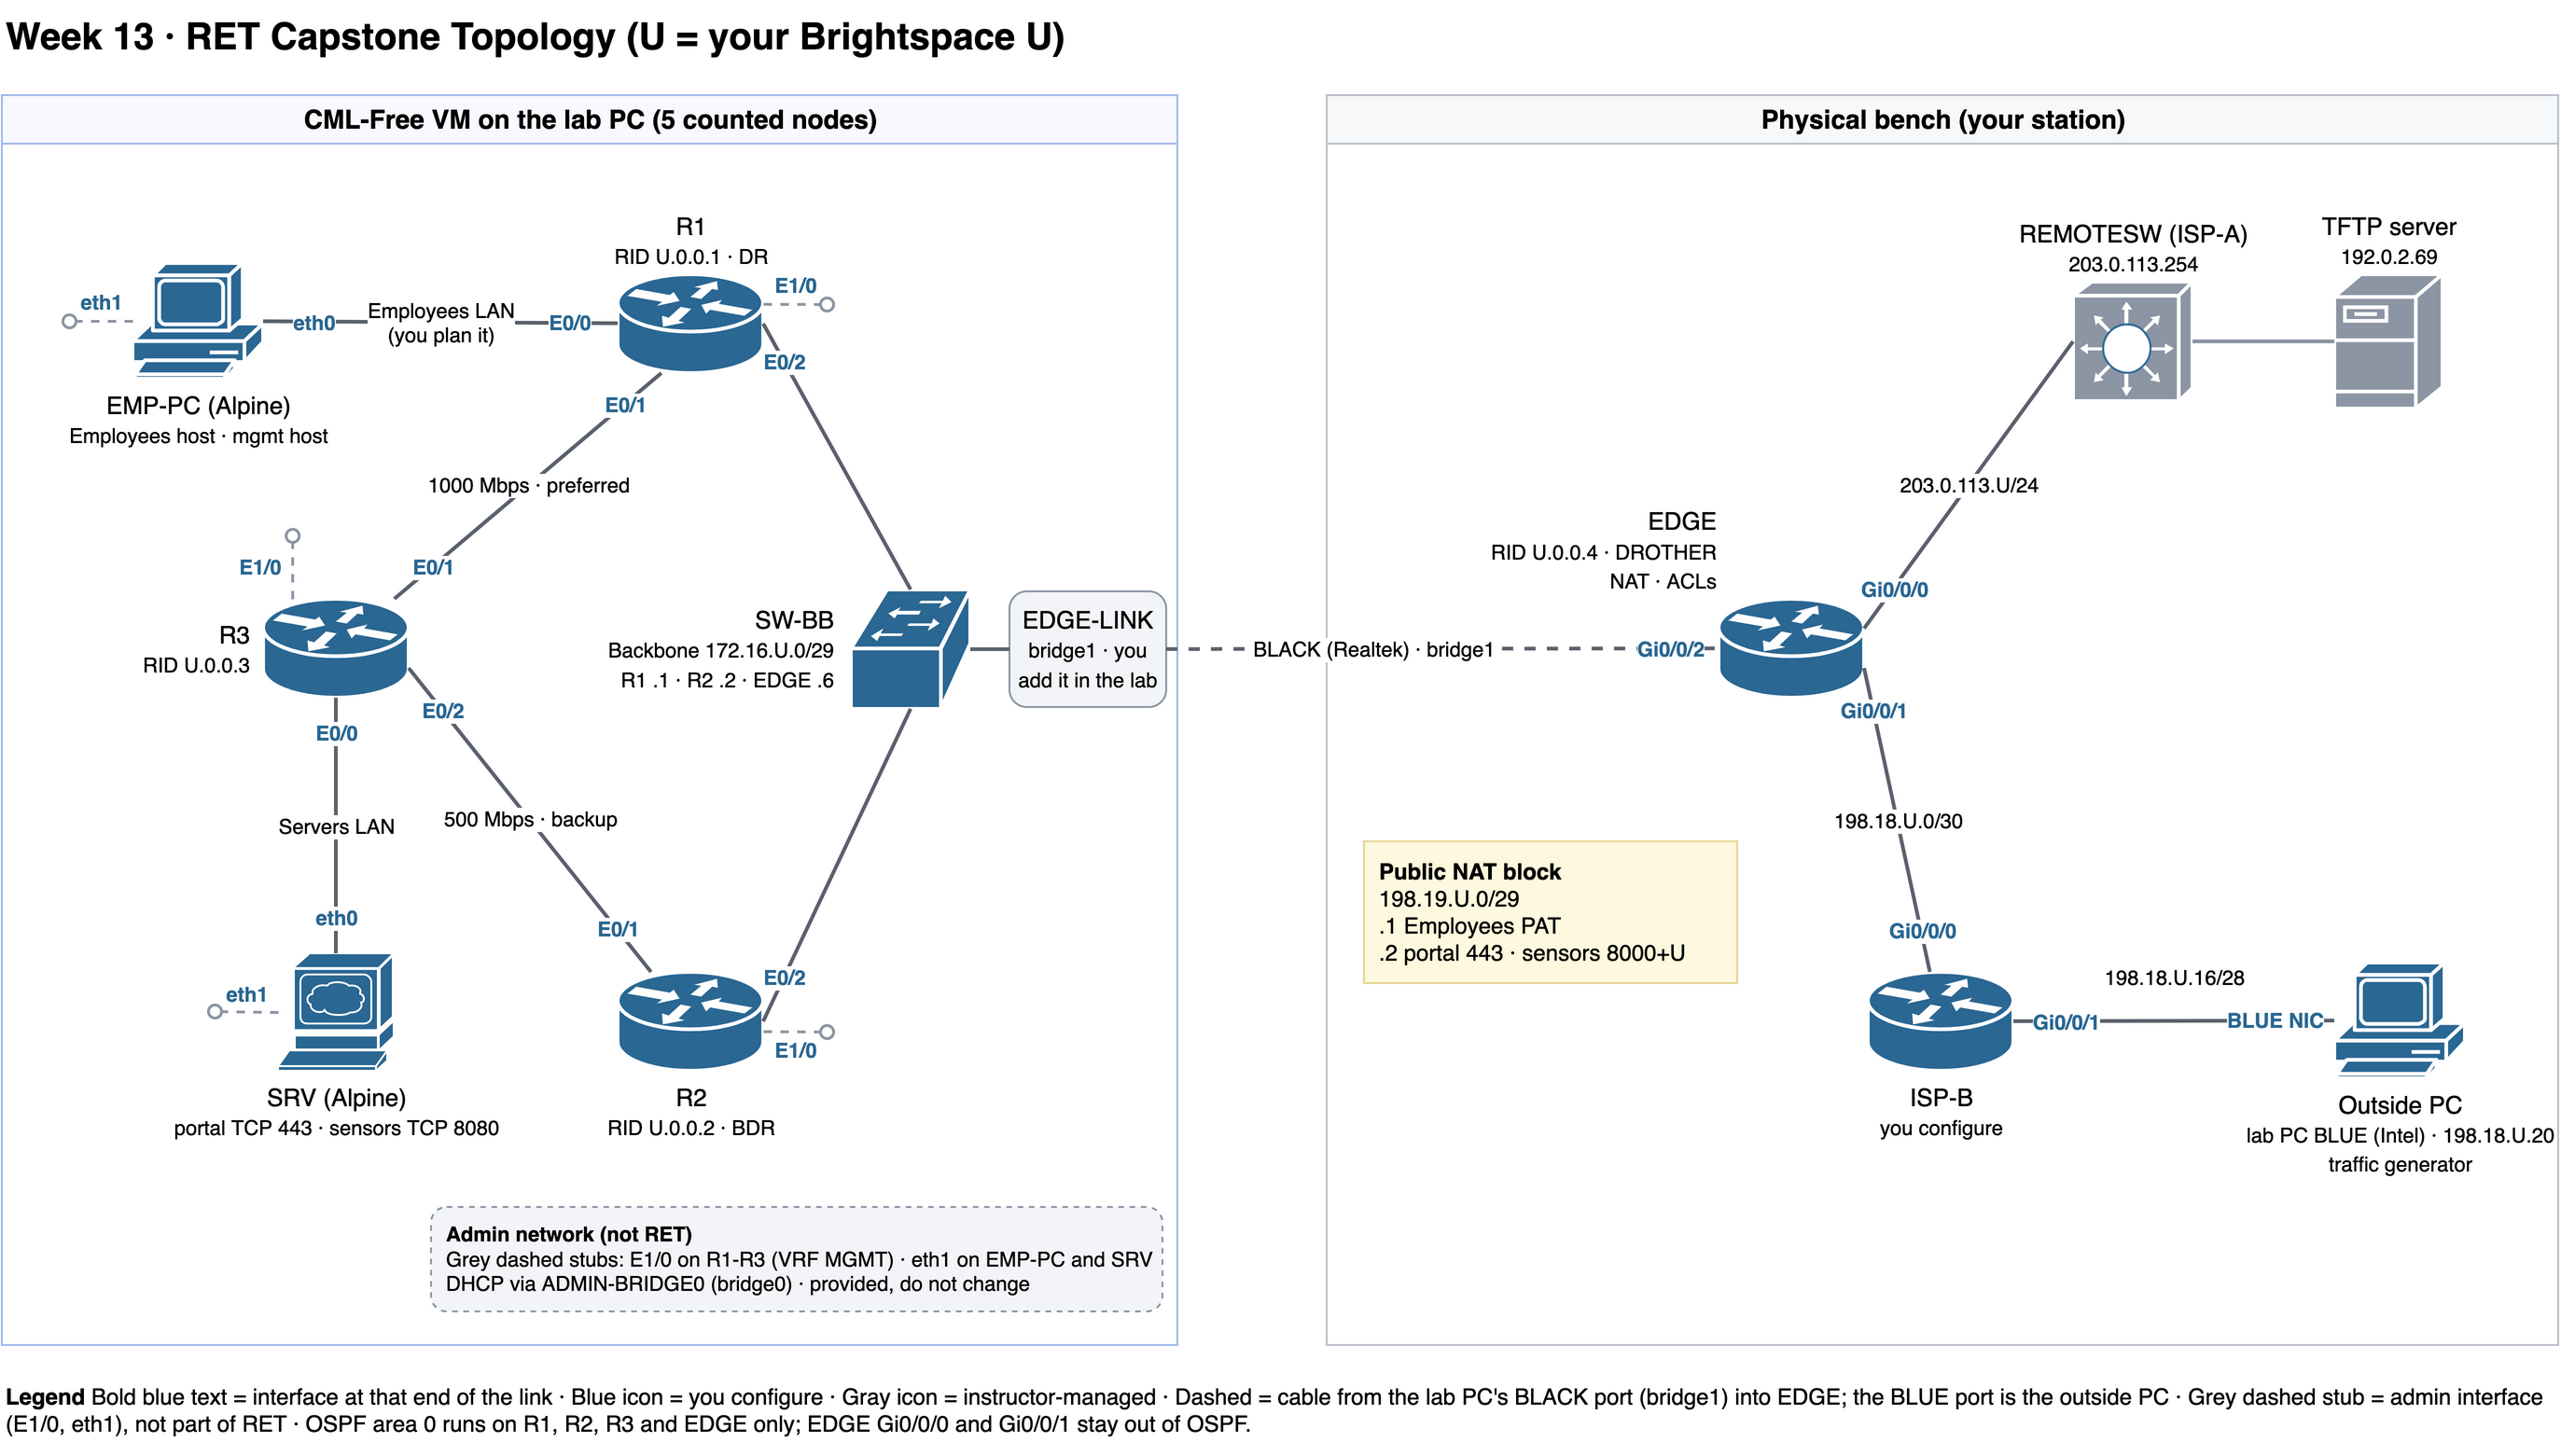 Week 13 · RET Capstone Topology (U = your Brightspace U)
CML-Free VM on the lab PC (5 counted nodes)
R1
RID U.0.0.1 · DR
E1/0
eth1
eth0
Employees LAN
(you plan it)
E0/0
E0/2
E0/1
EMP-PC (Alpine)
Employees host · mgmt host
1000 Mbps · preferred
E1/0
E0/1
R3
RID U.0.0.3
SW-BB
Backbone 172.16.U.0/29
R1 .1 · R2 .2 · EDGE .6
EDGE-LINK
bridge1 · you
add it in the lab
E0/2
E0/0
Servers LAN
500 Mbps · backup
eth0
E0/1
E0/2
eth1
E1/0
SRV (Alpine)
portal TCP 443 · sensors TCP 8080
R2
RID U.0.0.2 · BDR
Admin network (not RET)
Grey dashed stubs: E1/0 on R1-R3 (VRF MGMT) · eth1 on EMP-PC and SRV
DHCP via ADMIN-BRIDGE0 (bridge0) · provided, do not change
BLACK (Realtek) · bridge1
Physical bench (your station)
REMOTESW (ISP-A)
203.0.113.254
TFTP server
192.0.2.69
203.0.113.U/24
EDGE
RID U.0.0.4 · DROTHER
NAT · ACLs
Gi0/0/0
Gi0/0/2
Gi0/0/1
198.18.U.0/30
Public NAT block
198.19.U.0/29
.1 Employees PAT
.2 portal 443 · sensors 8000+U
Gi0/0/0
198.18.U.16/28
Gi0/0/1
BLUE NIC
ISP-B
you configure
Outside PC
lab PC BLUE (Intel) · 198.18.U.20
traffic generator
Legend Bold blue text = interface at that end of the link · Blue icon = you configure · Gray icon = instructor-managed · Dashed = cable from the lab PC's BLACK port (bridge1) into EDGE; the BLUE port is the outside PC · Grey dashed stub = admin interface
(E1/0, eth1), not part of RET · OSPF area 0 runs on R1, R2, R3 and EDGE only; EDGE Gi0/0/0 and Gi0/0/1 stay out of OSPF.